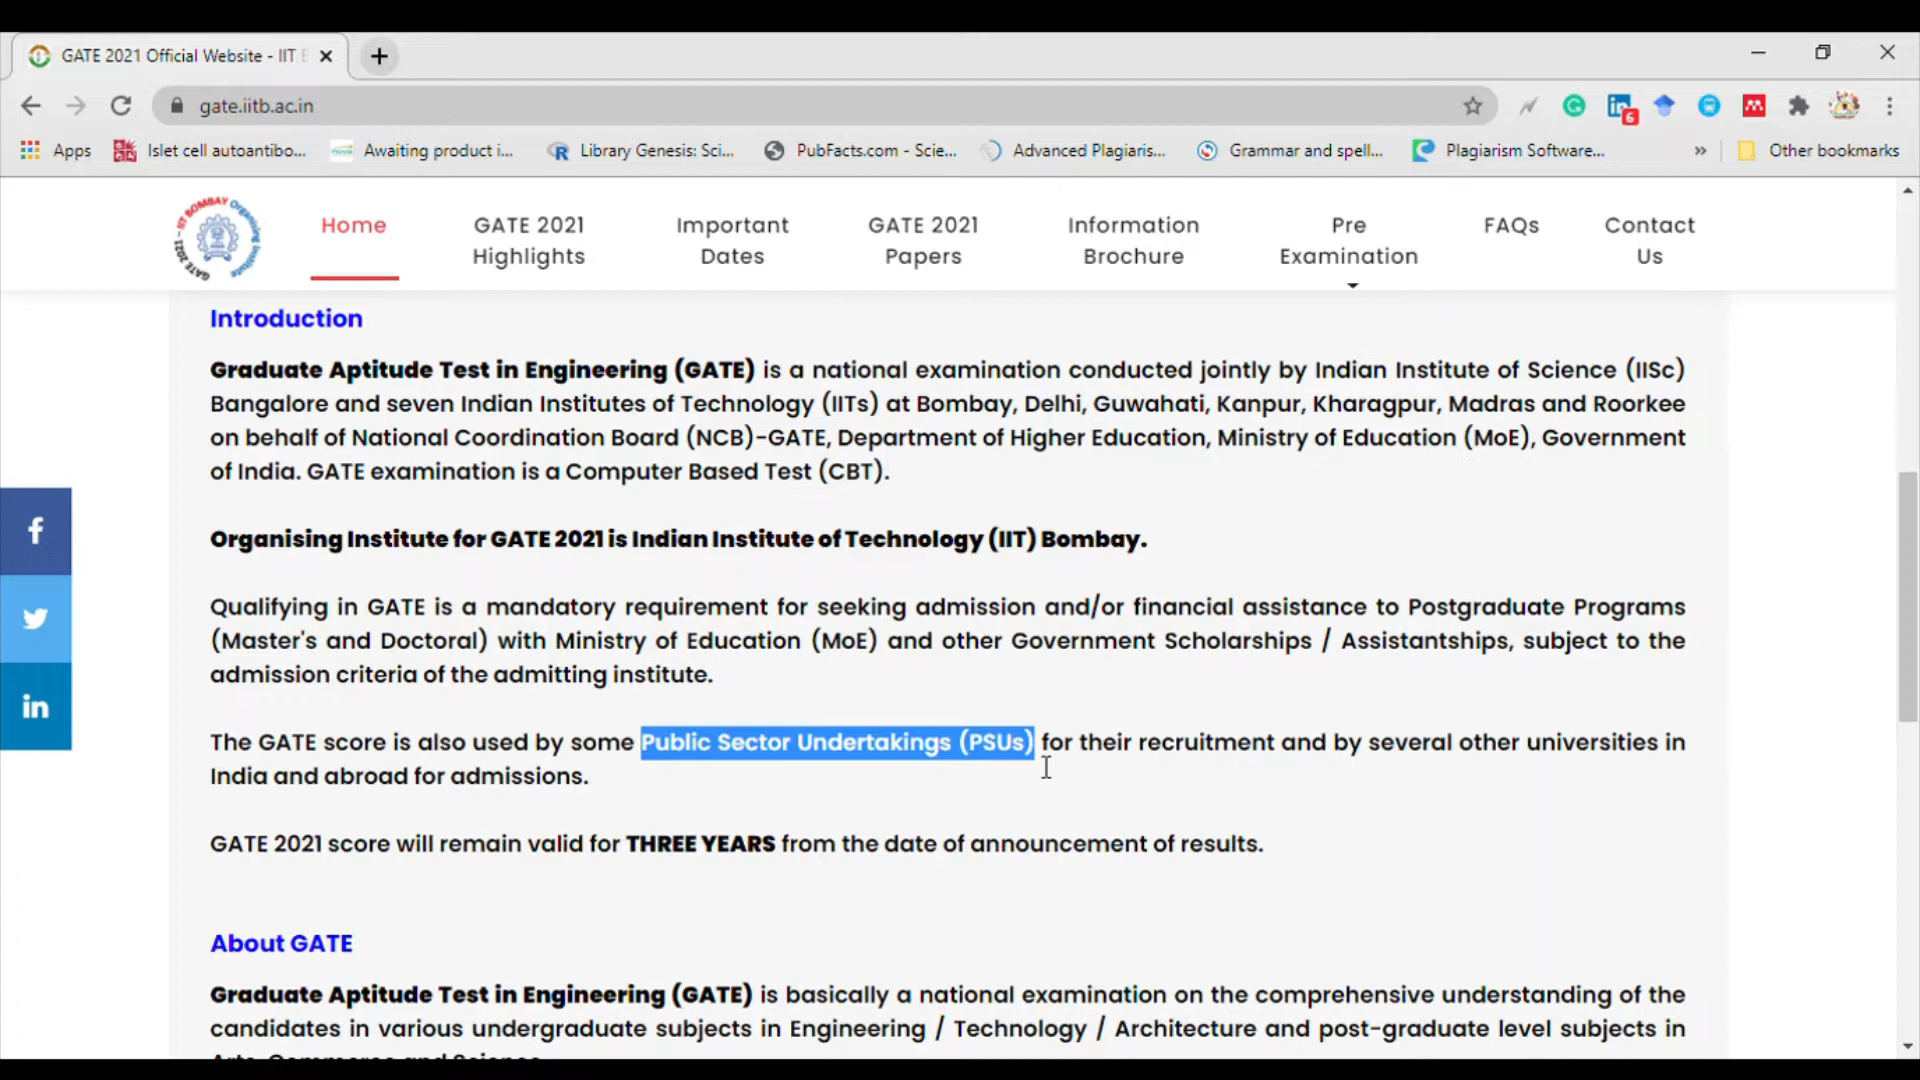 GATE 2021 Official Website - IIT
gate.iitb.ac.in
6
Apps
Islet cell autoantibo...
Awaiting product i...
Library Genesis: Sci...
PubFacts.com - Scie...
Advanced Plagiaris...
Grammar and spell...
Plagiarism Software...
Other bookmarks
IIT BOMBAY Organising Institute GATE 2021
Home
GATE 2021
Highlights
Important
Dates
GATE 2021
Papers
Information
Brochure
Pre
Examination
FAQs
Contact
Us
Introduction
Graduate Aptitude Test in Engineering (GATE) is a national examination conducted jointly by Indian Institute of Science (IISc)
Bangalore and seven Indian Institutes of Technology (IITs) at Bombay, Delhi, Guwahati, Kanpur, Kharagpur, Madras and Roorkee
on behalf of National Coordination Board (NCB)-GATE, Department of Higher Education, Ministry of Education (MoE), Government
of India. GATE examination is a Computer Based Test (CBT).
Organising Institute for GATE 2021 is Indian Institute of Technology (IIT) Bombay.
Qualifying in GATE is a mandatory requirement for seeking admission and/or financial assistance to Postgraduate Programs
(Master's and Doctoral) with Ministry of Education (MoE) and other Government Scholarships / Assistantships, subject to the
admission criteria of the admitting institute.
The GATE score is also used by some Public Sector Undertakings (PSUs) for their recruitment and by several other universities in
India and abroad for admissions.
GATE 2021 score will remain valid for THREE YEARS from the date of announcement of results.
About GATE
Graduate Aptitude Test in Engineering (GATE) is basically a national examination on the comprehensive understanding of the
candidates in various undergraduate subjects in Engineering / Technology / Architecture and post-graduate level subjects in
Arts, Commerce and Science